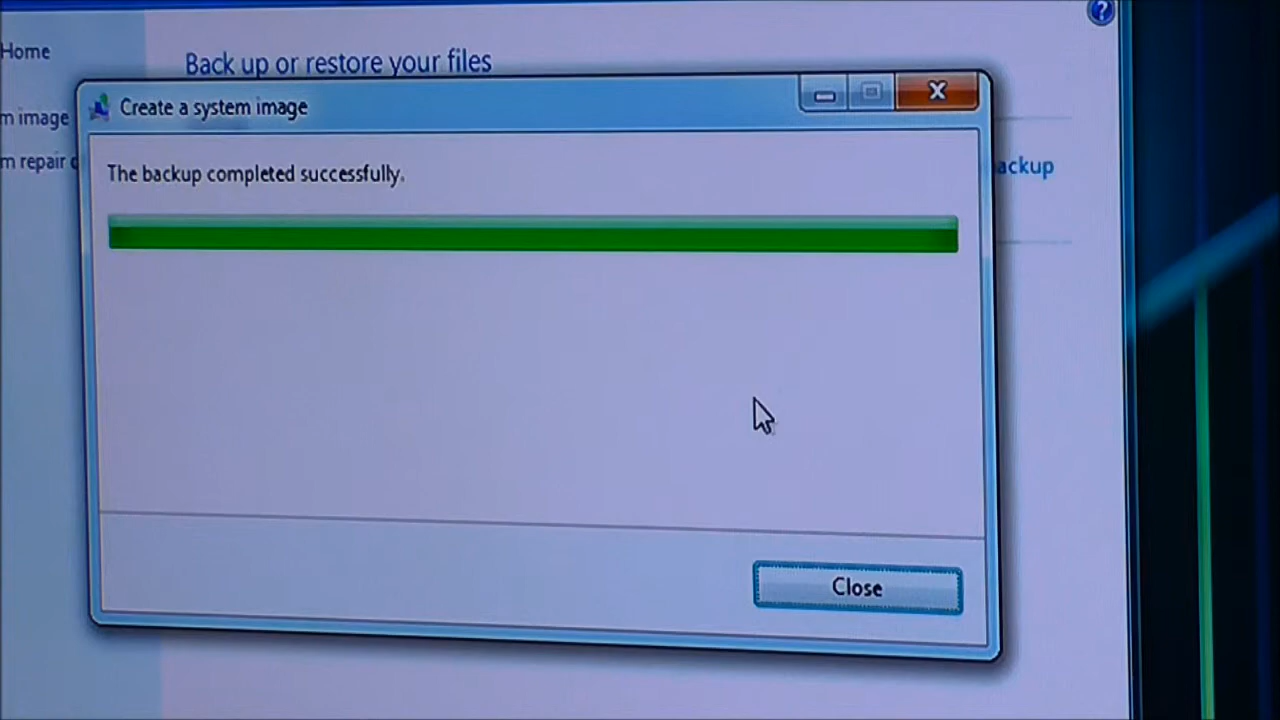 Home
Back up or restore your files
Create a system image
m image
The backup completed successfully.
m repair
ackup
Close